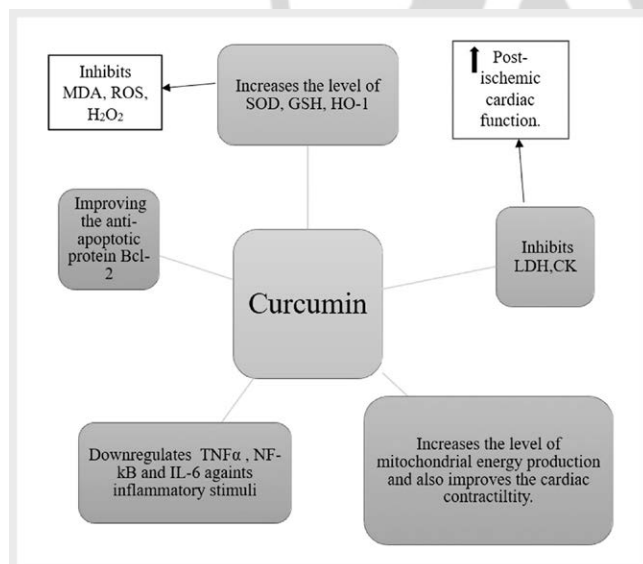 Inhibits
MDA, ROS,
H₂O₂
Increases the level of
SOD, GSH, HO-1
⬆ Post-
ischemic
cardiac
function.
Improving
the anti-
apoptotic
protein Bcl-
2
Curcumin
Inhibits
LDH,CK
Downregulates TNFα , NF-
kB and IL-6 againts
inflammatory stimuli
Increases the level of
mitochondrial energy production
and also improves the cardiac
contractiltity.